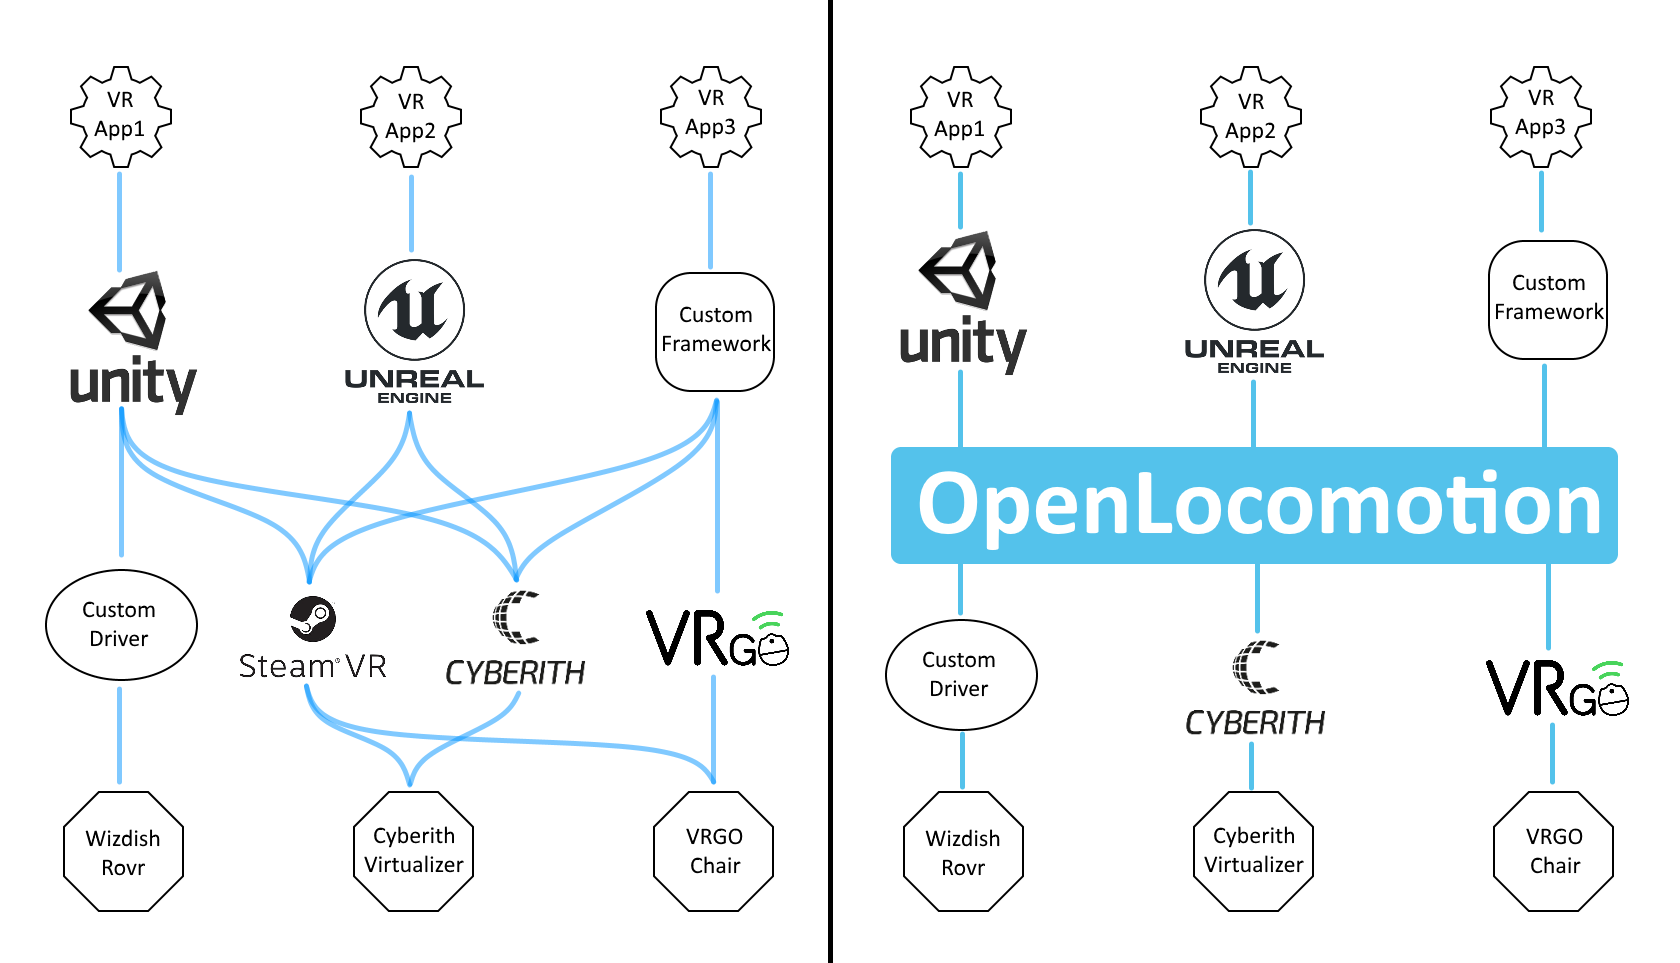 VR
App1
VR
App2
VR
App3
unity
UNREAL
ENGINE
Custom
Framework
Custom
Driver
Steam VR
CYBERITH
VRGO
Wizdish
Rovr
Cyberith
Virtualizer
VRGO
Chair
VR
App1
VR
App2
VR
App3
unity
UNREAL
ENGINE
Custom
Framework
OpenLocomotion
Custom
Driver
CYBERITH
VRGO
Wizdish
Rovr
Cyberith
Virtualizer
VRGO
Chair